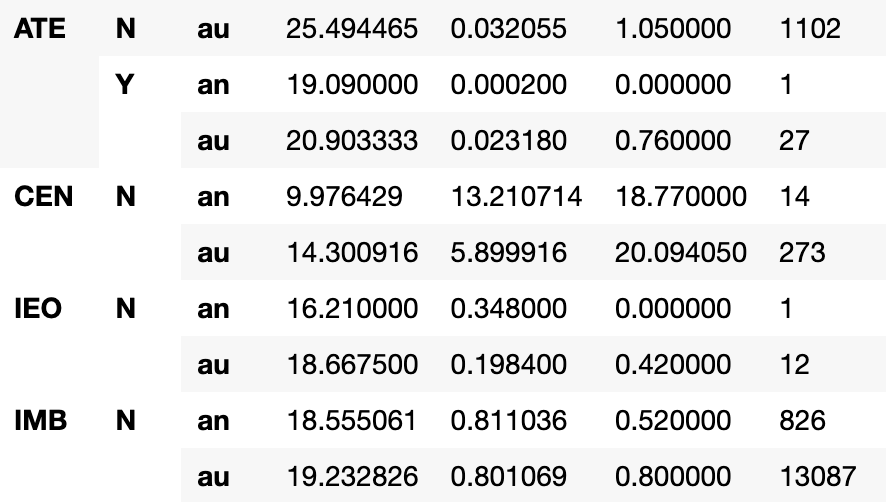 ATE N au 25.494465 0.032055 1.050000 1102
Y an 19.090000 0.000200 0.000000 1
au 20.903333 0.023180 0.760000 27
CEN N an 9.976429 13.210714 18.770000 14
au 14.300916 5.899916 20.094050 273
IEO N an 16.210000 0.348000 0.000000 1
au 18.667500 0.198400 0.420000 12
IMB N an 18.555061 0.811036 0.520000 826
au 19.232826 0.801069 0.800000 13087